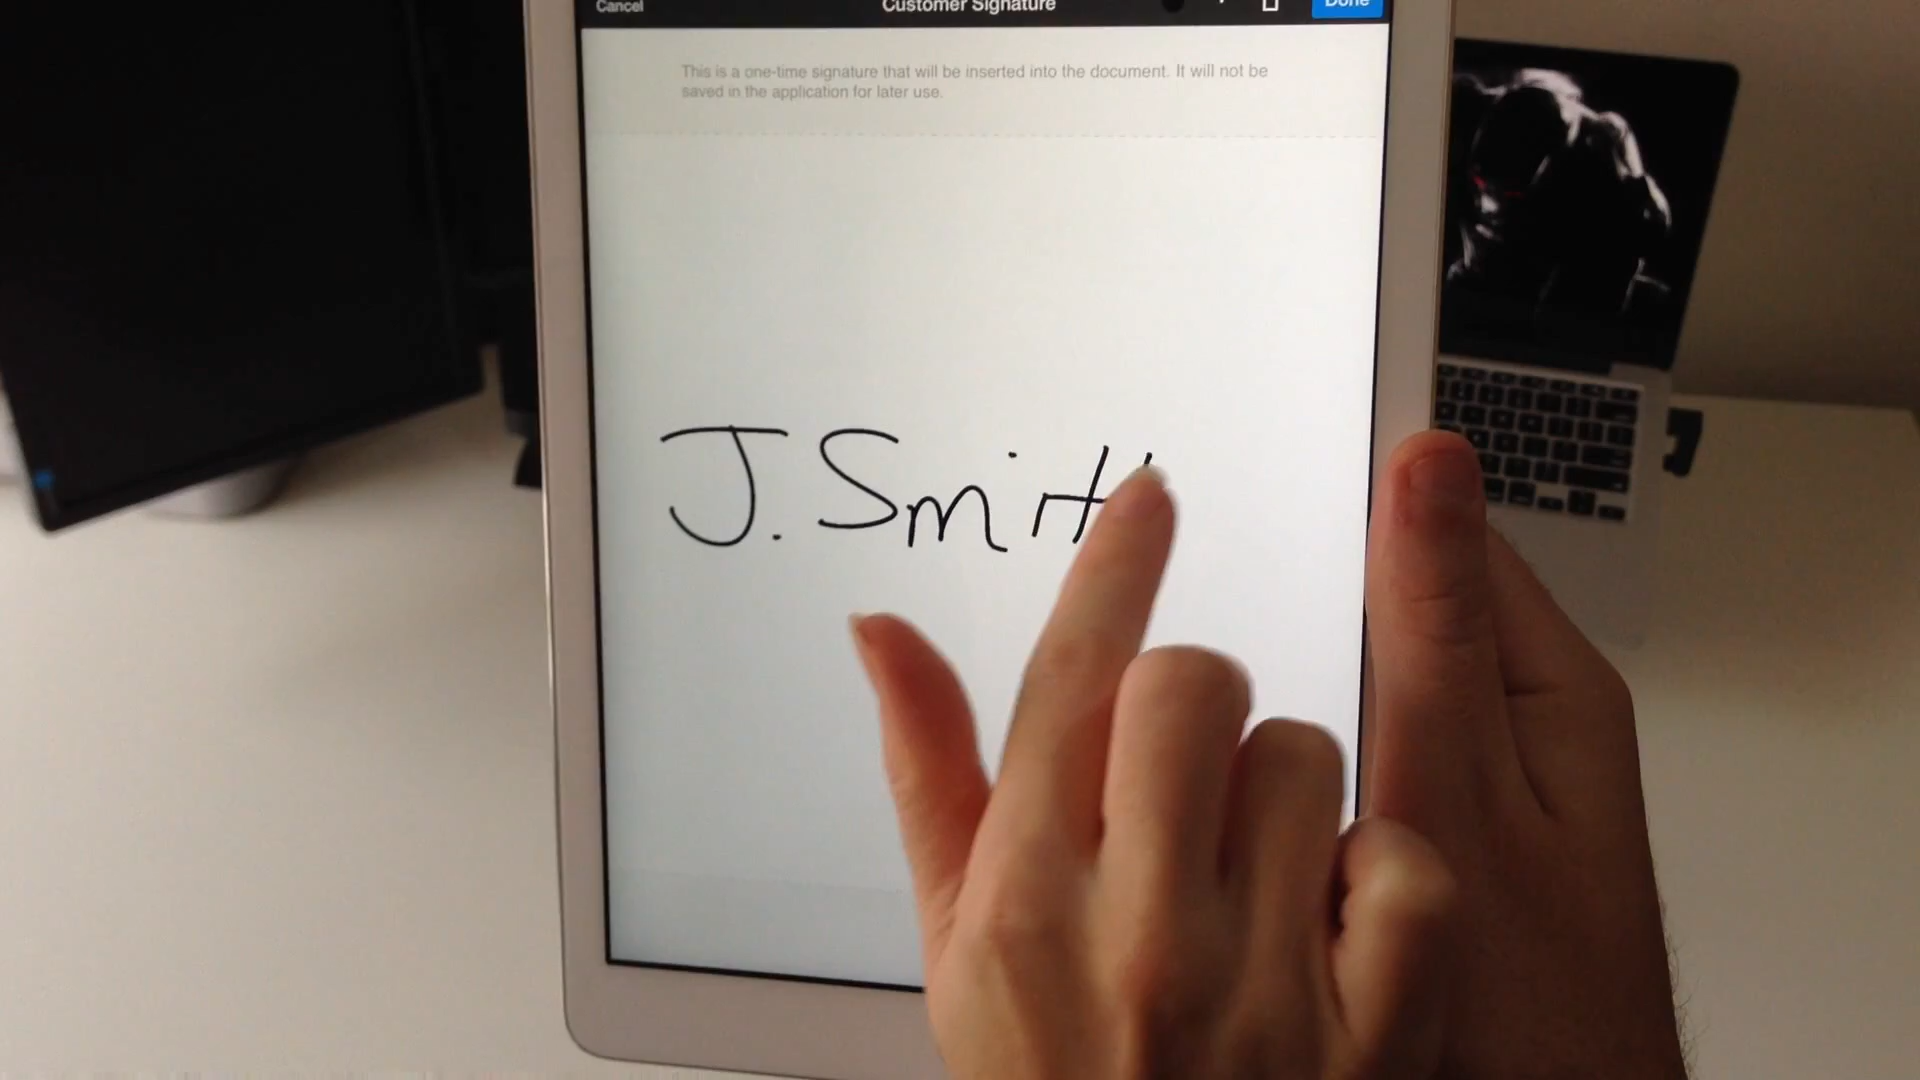 Cancel Customer Signature Done
This is a one-time signature that will be inserted into the document. It will not be
saved in the application for later use.
J. Smit